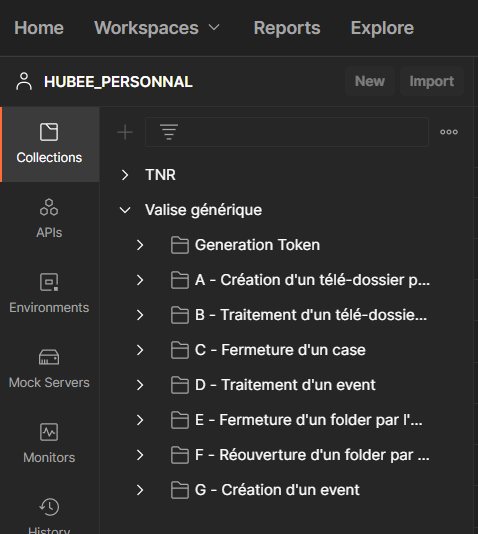 Home Workspaces Reports Explore
HUBEE_PERSONNAL New Import
Collections
APIs
Environments
Mock Servers
Monitors
History
TNR
Valise générique
Generation Token
A - Création d'un télé-dossier p...
B - Traitement d'un télé-dossie...
C - Fermeture d'un case
D - Traitement d'un event
E - Fermeture d'un folder par l'...
F - Réouverture d'un folder par ...
G - Création d'un event